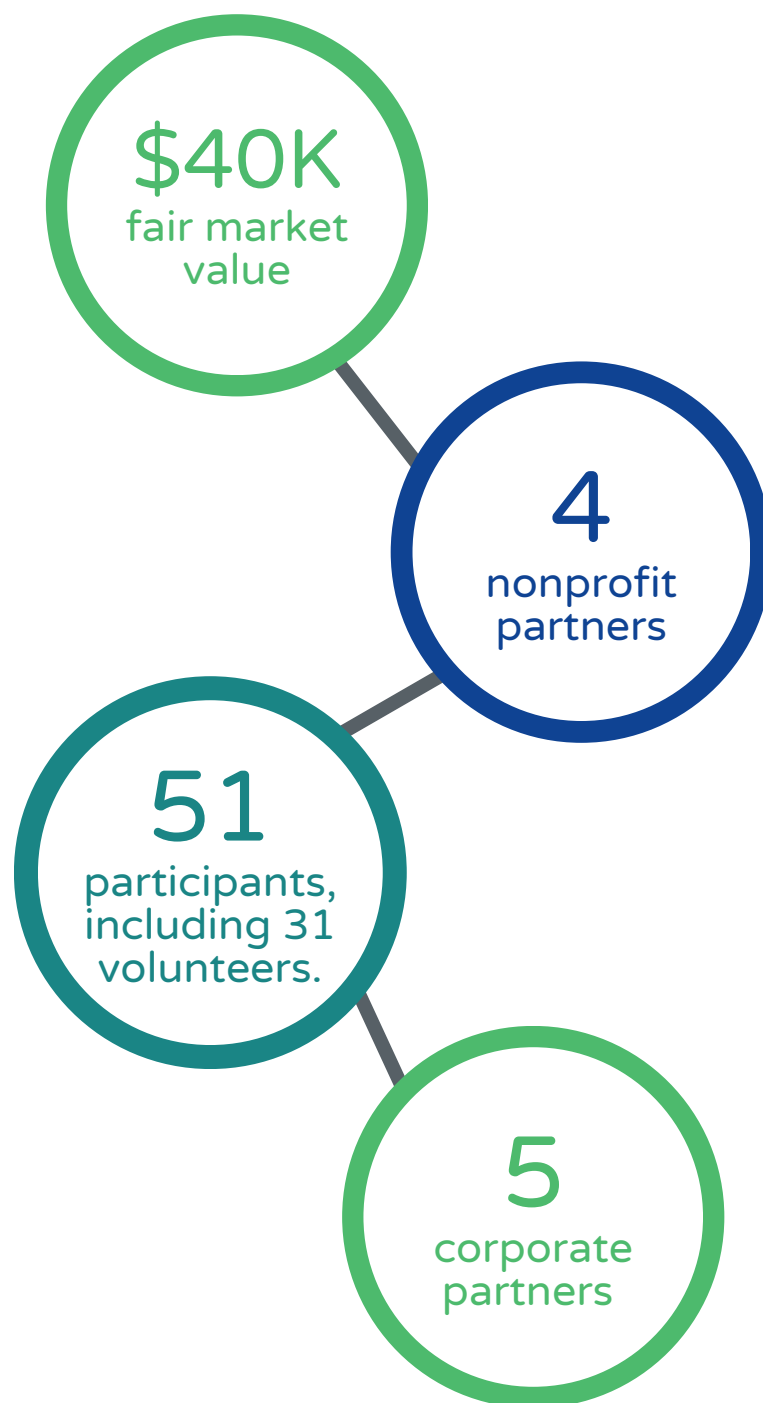 $40K
fair market
value
4
nonprofit
partners
51
participants,
including 31
volunteers.
5
corporate
partners